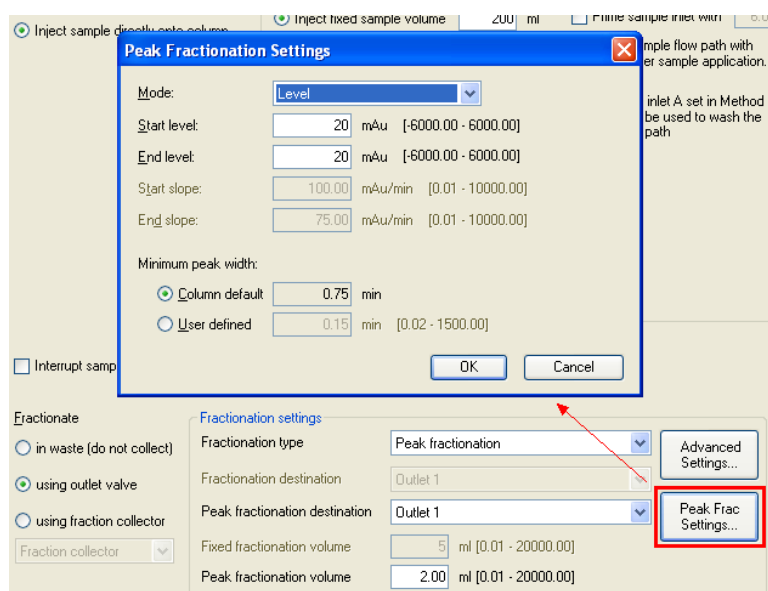 Inject sample directly onto column
Inject fixed sample volume 200 ml
Prime sample inlet with 6.0
Peak Fractionation Settings
mple flow path with
er sample application.
inlet A set in Method
be used to wash the
path
Mode: Level
Start level: 20 mAu [-6000.00 - 6000.00]
End level: 20 mAu [-6000.00 - 6000.00]
Start slope: 100.00 mAu/min [0.01 - 10000.00]
End slope: 75.00 mAu/min [0.01 - 10000.00]
Minimum peak width:
Column default 0.75 min
User defined 0.15 min [0.02 - 1500.00]
OK Cancel
Interrupt samp
Fractionate
in waste (do not collect)
using outlet valve
using fraction collector
Fraction collector
Fractionation settings
Fractionation type Peak fractionation
Fractionation destination Outlet 1
Peak fractionation destination Outlet 1
Fixed fractionation volume 5 ml [0.01 - 20000.00]
Peak fractionation volume 2.00 ml [0.01 - 20000.00]
Advanced
Settings...
Peak Frac
Settings...